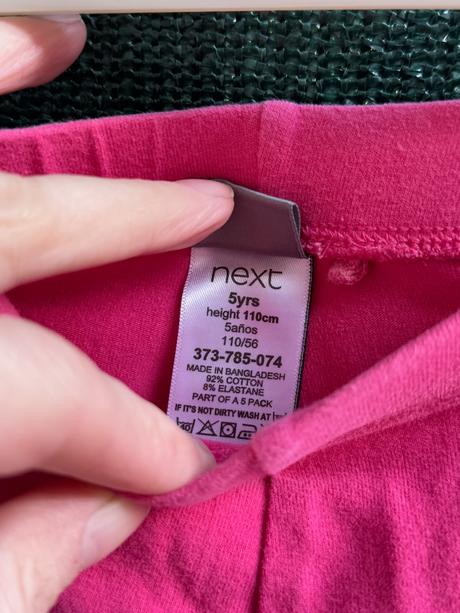 next
5yrs
height 110cm
5años
110/56
373-785-074
MADE IN BANGLADESH
92% COTTON
8% ELASTANE
PART OF A 5 PACK
IF IT'S NOT DIRTY WASH AT
40